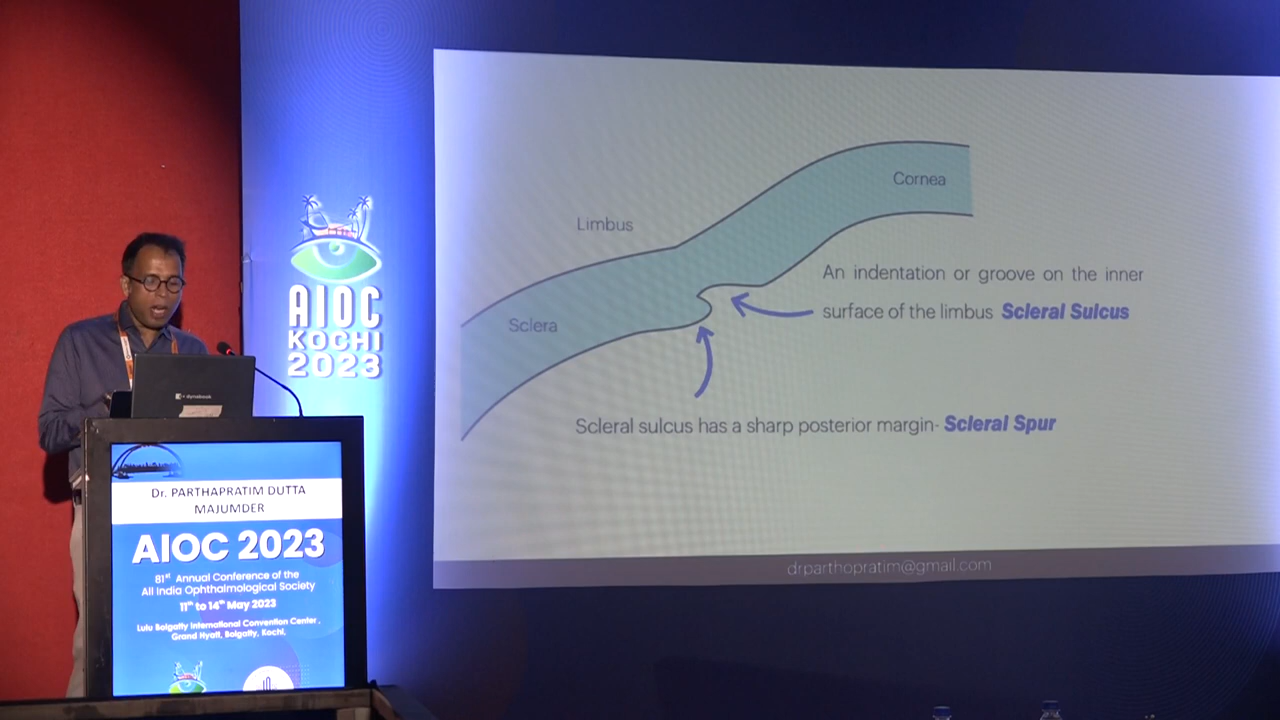 AIOC
KOCHI
2023
Dr. PARTHAPRATIM DUTTA
MAJUMDER
AIOC 2023
81st Annual Conference of the
All India Ophthalmological Society
11th to 14th May 2023
Lulu Bolgatty International Convention Center,
Grand Hyatt, Bolgatty, Kochi,
dynabook
Cornea
Limbus
Sclera
An indentation or groove on the inner
surface of the limbus Scleral Sulcus
Scleral sulcus has a sharp posterior margin- Scleral Spur
drparthopratim@gmail.com